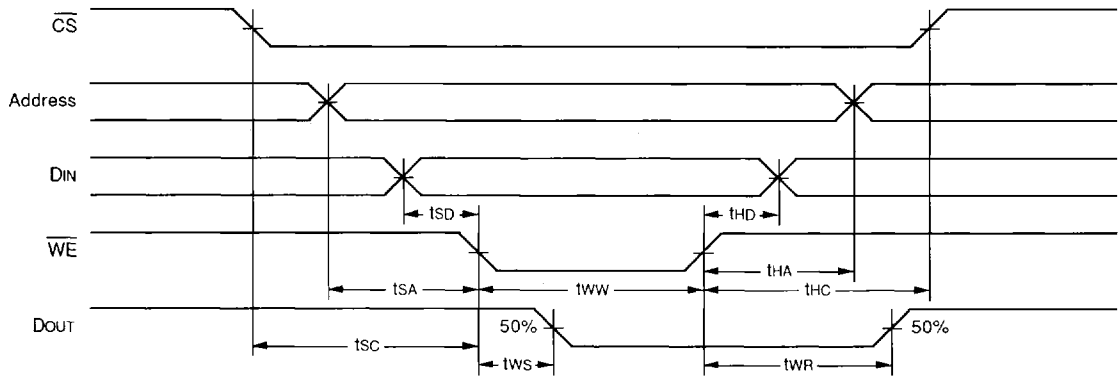 CS
Address
DIN
tSD
tHD
WE
tHA
tSA
tWW
tHC
DOUT
50%
50%
tSC
tWS
tWR